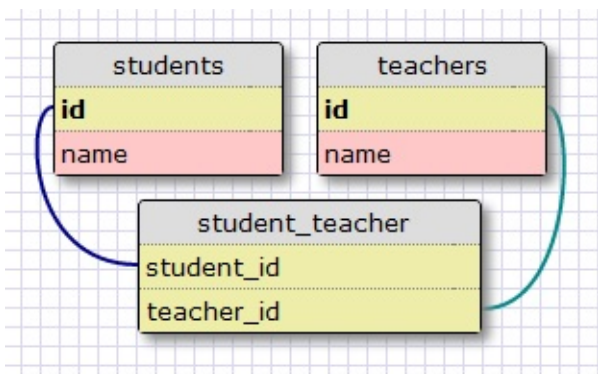 students
id
name
teachers
id
name
student_teacher
student_id
teacher_id